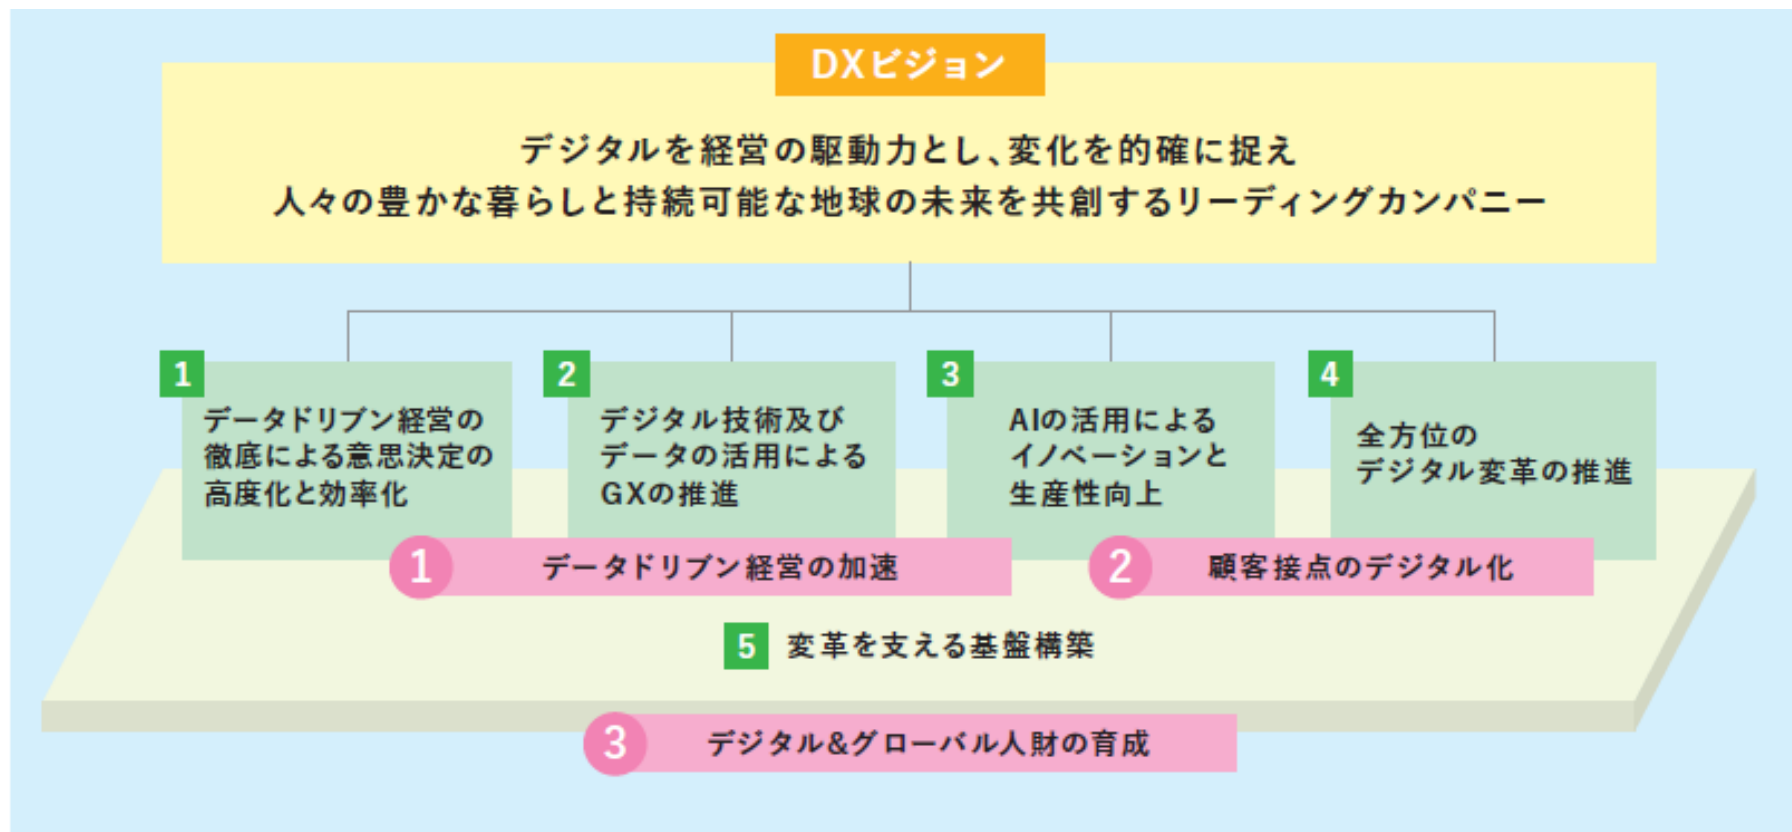 DXビジョン
デジタルを経営の駆動力とし、変化を的確に捉え
人々の豊かな暮らしと持続可能な地球の未来を共創するリーディングカンパニー
1
データドリブン経営の
徹底による意思決定の
高度化と効率化
2
デジタル技術及び
データの活用による
GXの推進
3
AIの活用による
イノベーションと
生産性向上
4
全方位の
デジタル変革の推進
1 データドリブン経営の加速
2 顧客接点のデジタル化
5 変革を支える基盤構築
3 デジタル&グローバル人財の育成